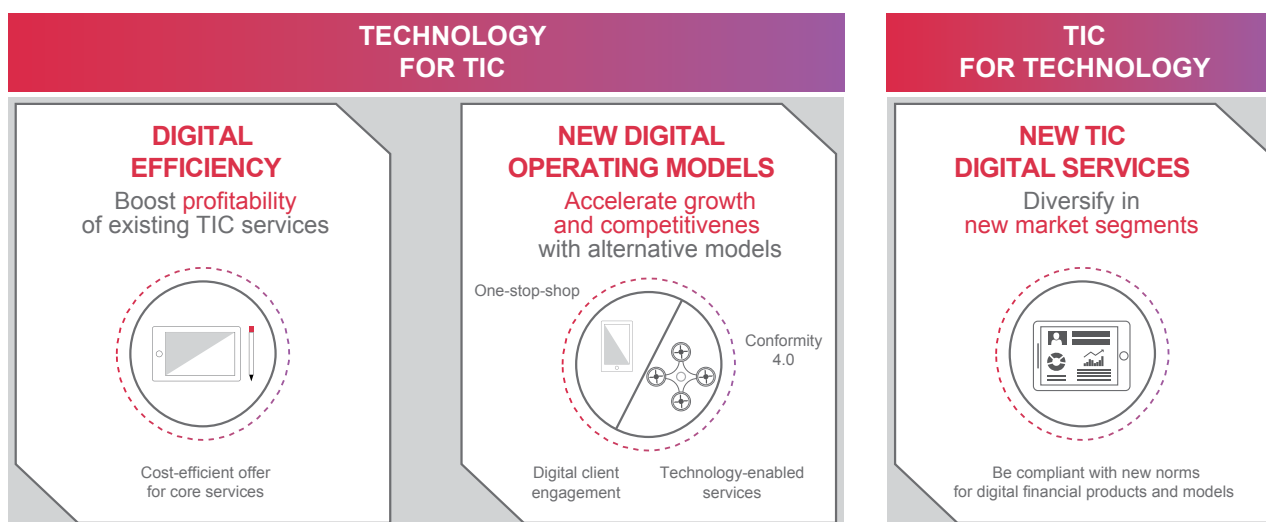 TECHNOLOGY
FOR TIC
DIGITAL
EFFICIENCY
Boost profitability
of existing TIC services
Cost-efficient offer
for core services
NEW DIGITAL
OPERATING MODELS
Accelerate growth
and competitivenes
with alternative models
One-stop-shop
Conformity
4.0
Digital client
engagement
Technology-enabled
services
TIC
FOR TECHNOLOGY
NEW TIC
DIGITAL SERVICES
Diversify in
new market segments
Be compliant with new norms
for digital financial products and models